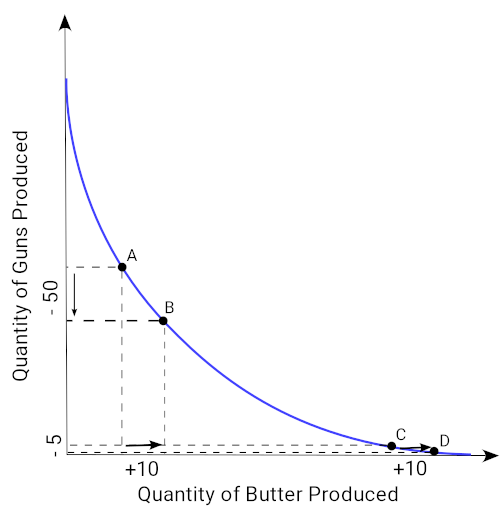 Quantity of Guns Produced
A
- 50
B
C
D
- 5
+10
+10
Quantity of Butter Produced